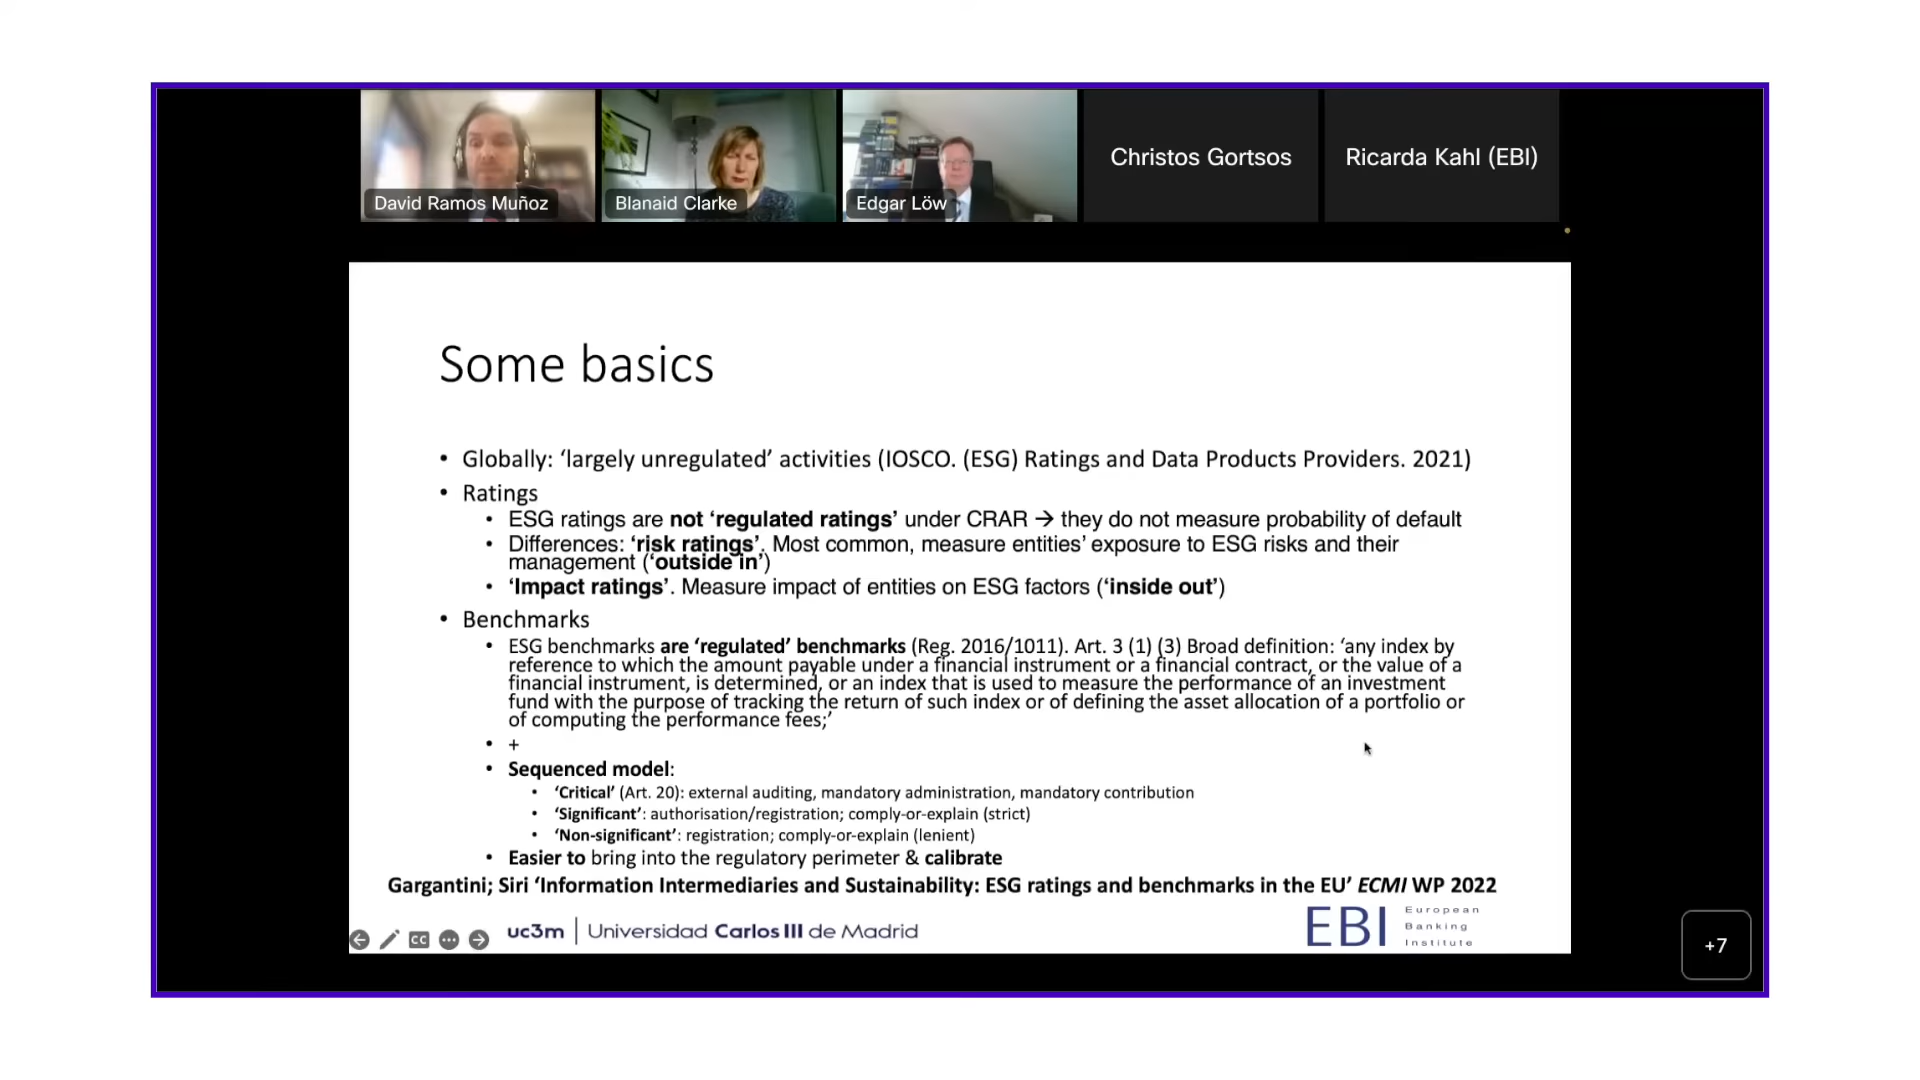 David Ramos Muñoz
Blanaid Clarke
Edgar Löw
Christos Gortsos
Ricarda Kahl (EBI)
Some basics
• Globally: ‘largely unregulated’ activities (IOSCO. (ESG) Ratings and Data Products Providers. 2021)
• Ratings
• ESG ratings are not ‘regulated ratings’ under CRAR → they do not measure probability of default
• Differences: ‘risk ratings’. Most common, measure entities’ exposure to ESG risks and their
management (‘outside in’)
• ‘Impact ratings’. Measure impact of entities on ESG factors (‘inside out’)
• Benchmarks
• ESG benchmarks are ‘regulated’ benchmarks (Reg. 2016/1011). Art. 3 (1) (3) Broad definition: ‘any index by
reference to which the amount payable under a financial instrument or a financial contract, or the value of a
financial instrument, is determined, or an index that is used to measure the performance of an investment
fund with the purpose of tracking the return of such index or of defining the asset allocation of a portfolio or
of computing the performance fees;’
• +
• Sequenced model:
• ‘Critical’ (Art. 20): external auditing, mandatory administration, mandatory contribution
• ‘Significant’: authorisation/registration; comply-or-explain (strict)
• ‘Non-significant’: registration; comply-or-explain (lenient)
• Easier to bring into the regulatory perimeter & calibrate
Gargantini; Siri ‘Information Intermediaries and Sustainability: ESG ratings and benchmarks in the EU’ ECMI WP 2022
CC
uc3m | Universidad Carlos III de Madrid
EBI
European
Banking
Institute
+7